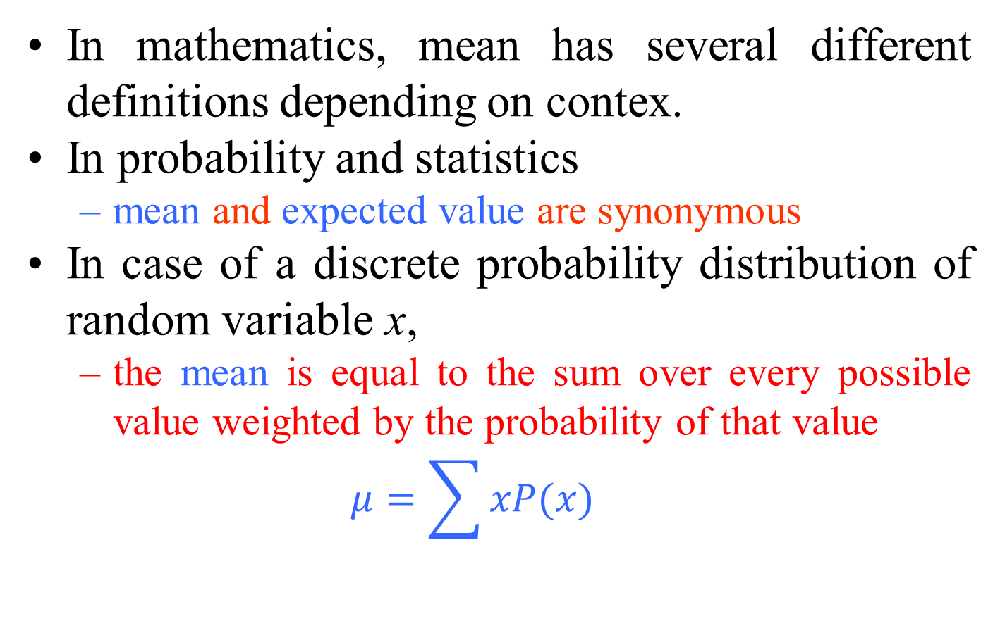 • In mathematics, mean has several different
definitions depending on contex.
• In probability and statistics
– mean and expected value are synonymous
• In case of a discrete probability distribution of
random variable x,
– the mean is equal to the sum over every possible
value weighted by the probability of that value
μ = ∑ xP(x)